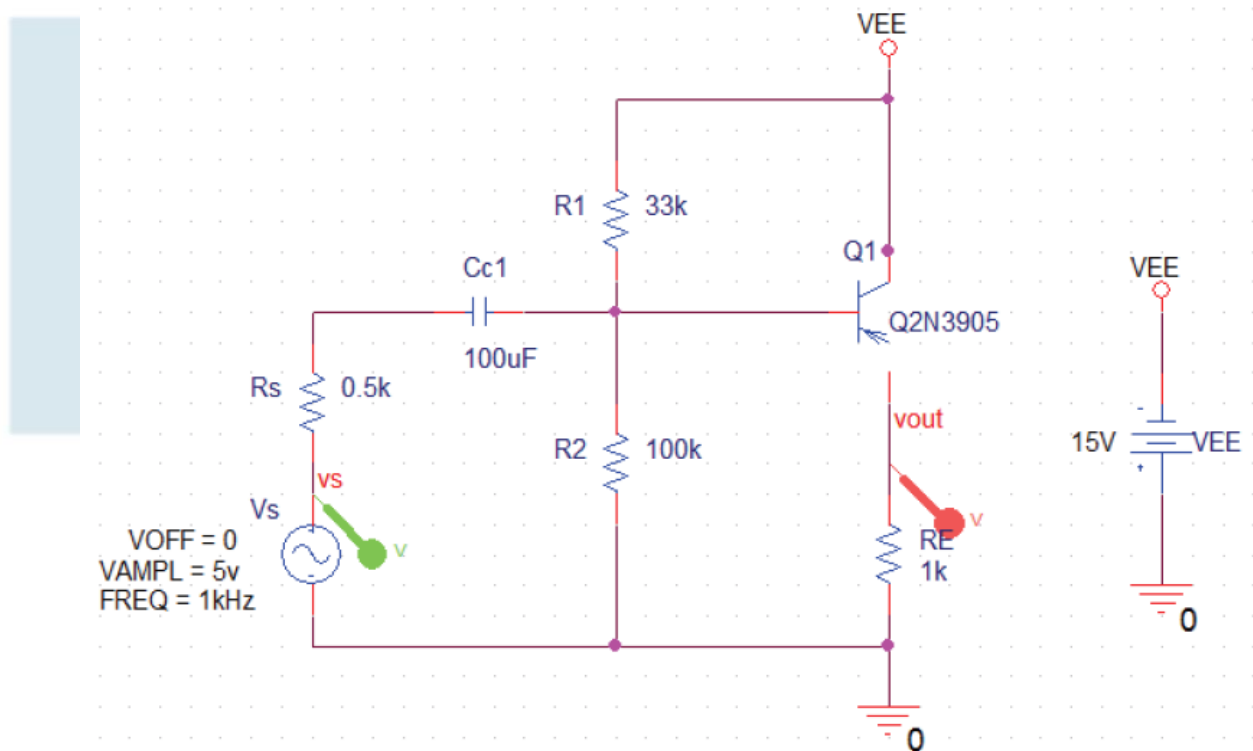 VEE
R1
33k
Q1
Cc1
VEE
Q2N3905
100uF
Rs
0.5k
vout
15V
-
VEE
+
R2
100k
vs
Vs
v
v
VOFF = 0
VAMPL = 5v
FREQ = 1kHz
RE
1k
0
0